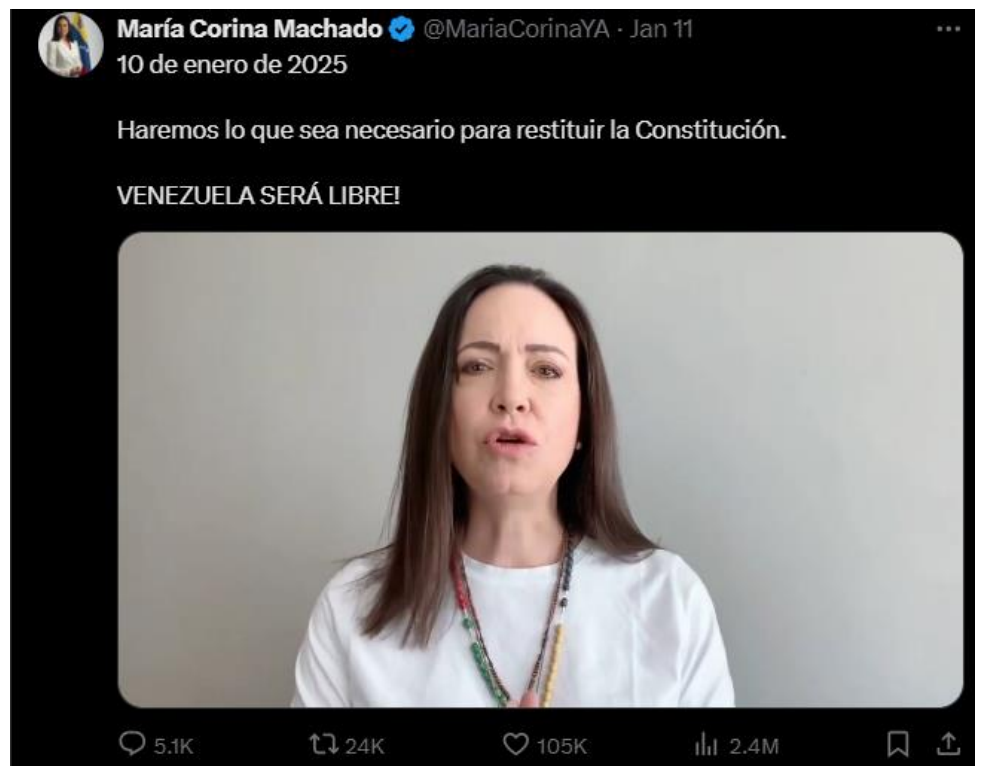 María Corina Machado @MariaCorinaYA · Jan 11
10 de enero de 2025
Haremos lo que sea necesario para restituir la Constitución.
VENEZUELA SERÁ LIBRE!
5.1K 24K 105K 2.4M